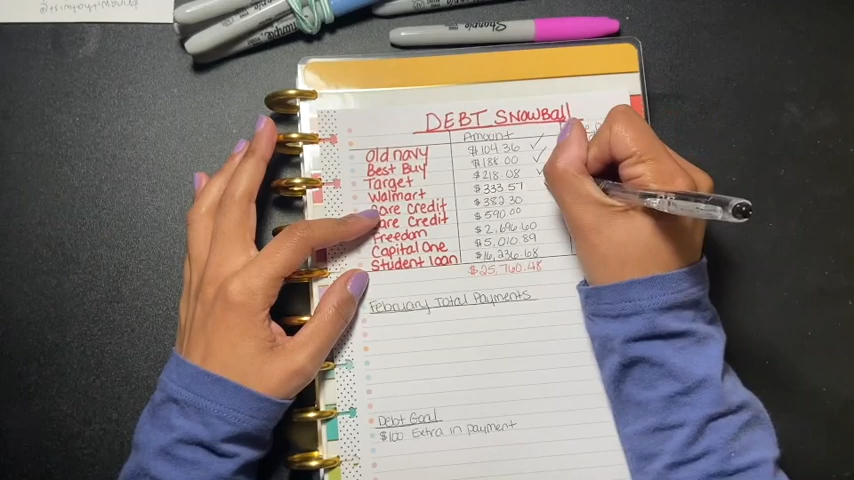 Sharpie
DEBT SNOWBall
Amount
Old navy $104.36 ✓
Best Buy $188.00 ✓
Target $218.08 ✓
Walmart $333.57
Care Credit $382.30
Care Credit $590.00
Freedom $2,696.60
Capital One $5,010.89
Student loan $16,236.68
$25,760.48
February Total Payments
Debt Goal
$100 Extra in payment